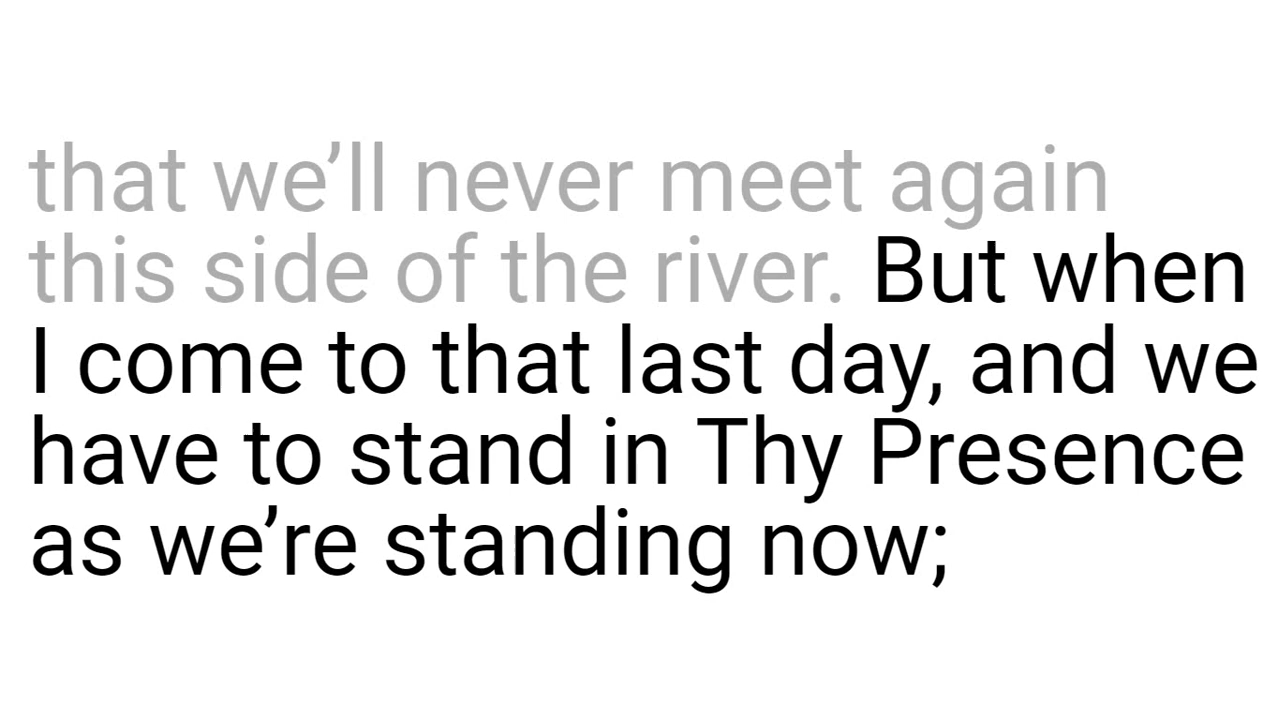 that we’ll never meet again
this side of the river. But when
I come to that last day, and we
have to stand in Thy Presence
as we’re standing now;